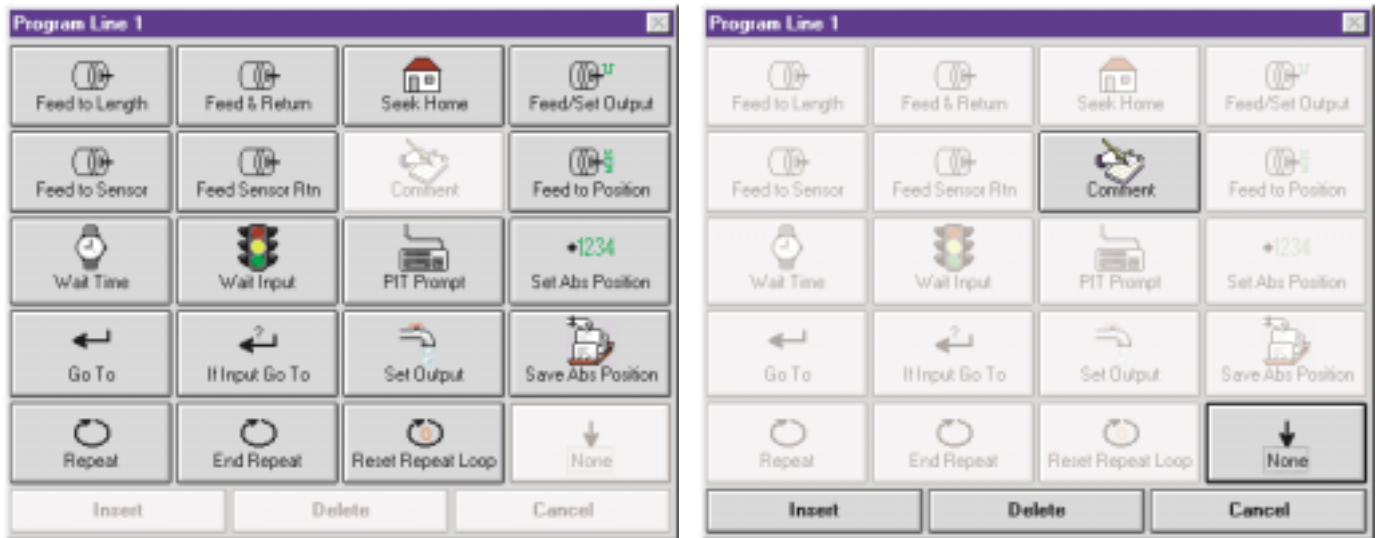 Program Line 1
Feed to Length Feed & Return Seek Home Feed/Set Output
Feed to Sensor Feed Sensor Rtn Comment Feed to Position
1234
Wait Time Wait Input PIT Prompt Set Abs Position
?
Go To If Input Go To Set Output Save Abs Position
0
Repeat End Repeat Reset Repeat Loop None
Insert Delete Cancel
Program Line 1
Feed to Length Feed & Return Seek Home Feed/Set Output
Feed to Sensor Feed Sensor Rtn Comment Feed to Position
1234
Wait Time Wait Input PIT Prompt Set Abs Position
?
Go To If Input Go To Set Output Save Abs Position
0
Repeat End Repeat Reset Repeat Loop None
Insert Delete Cancel